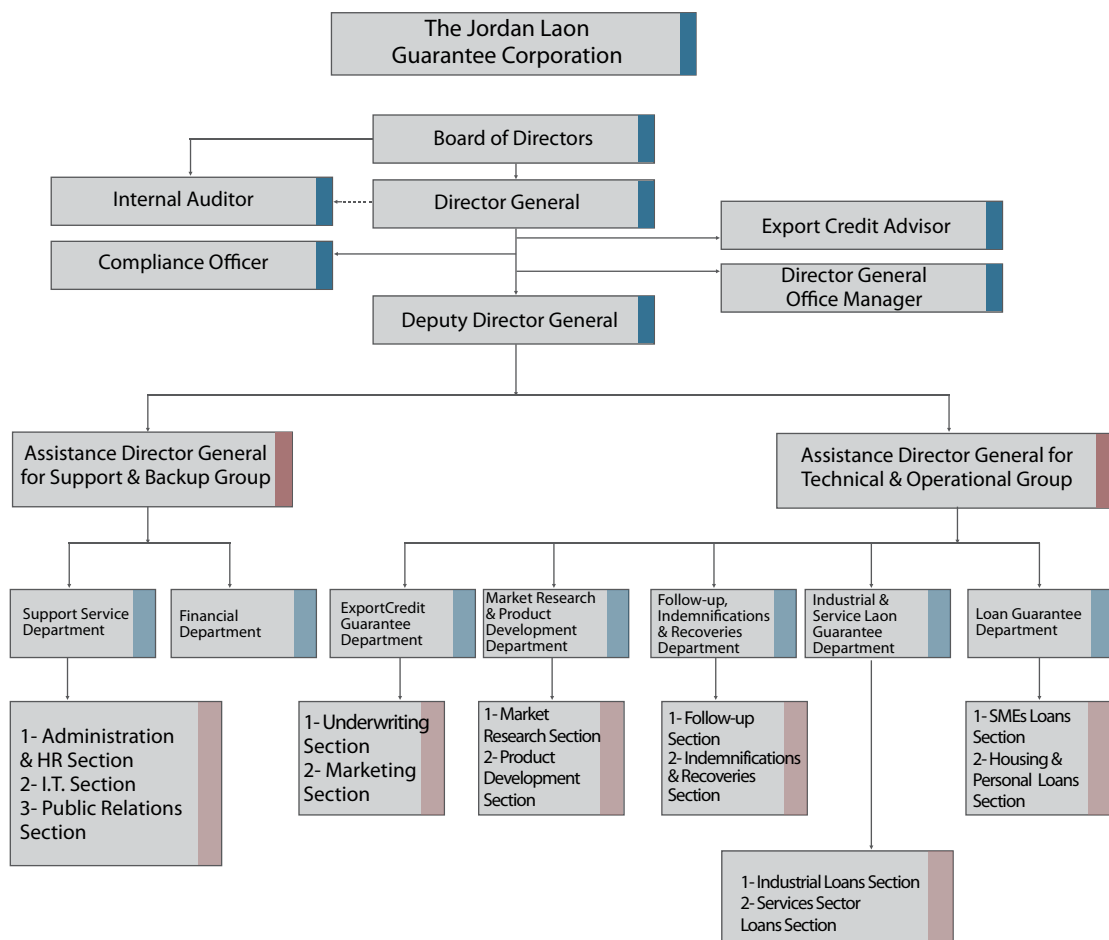 The Jordan Laon
Guarantee Corporation
Board of Directors
Internal Auditor
Director General
Export Credit Advisor
Compliance Officer
Director General
Office Manager
Deputy Director General
Assistance Director General
for Support & Backup Group
Assistance Director General for
Technical & Operational Group
Support Service
Department
Financial
Department
ExportCredit
Guarantee
Department
Market Research
& Product
Development
Department
Follow-up,
Indemnifications
& Recoveries
Department
Industrial &
Service Laon
Guarantee
Department
Loan Guarantee
Department
1- Administration
& HR Section
2- I.T. Section
3- Public Relations
Section
1- Underwriting
Section
2- Marketing
Section
1- Market
Research Section
2- Product
Development
Section
1- Follow-up
Section
2- Indemnifications
& Recoveries
Section
1- SMEs Loans
Section
2- Housing &
Personal Loans
Section
1- Industrial Loans Section
2- Services Sector
Loans Section